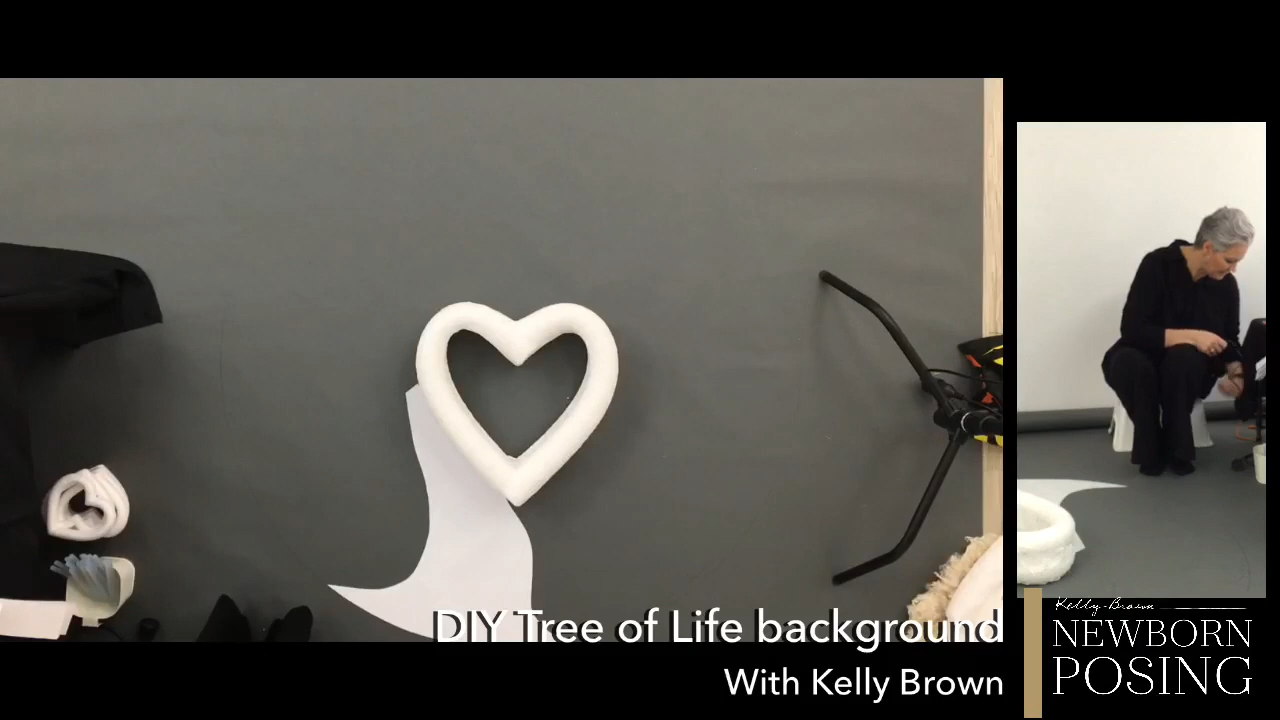 DIY Tree of Life background
With Kelly Brown
Kelly Brown
NEWBORN
POSING